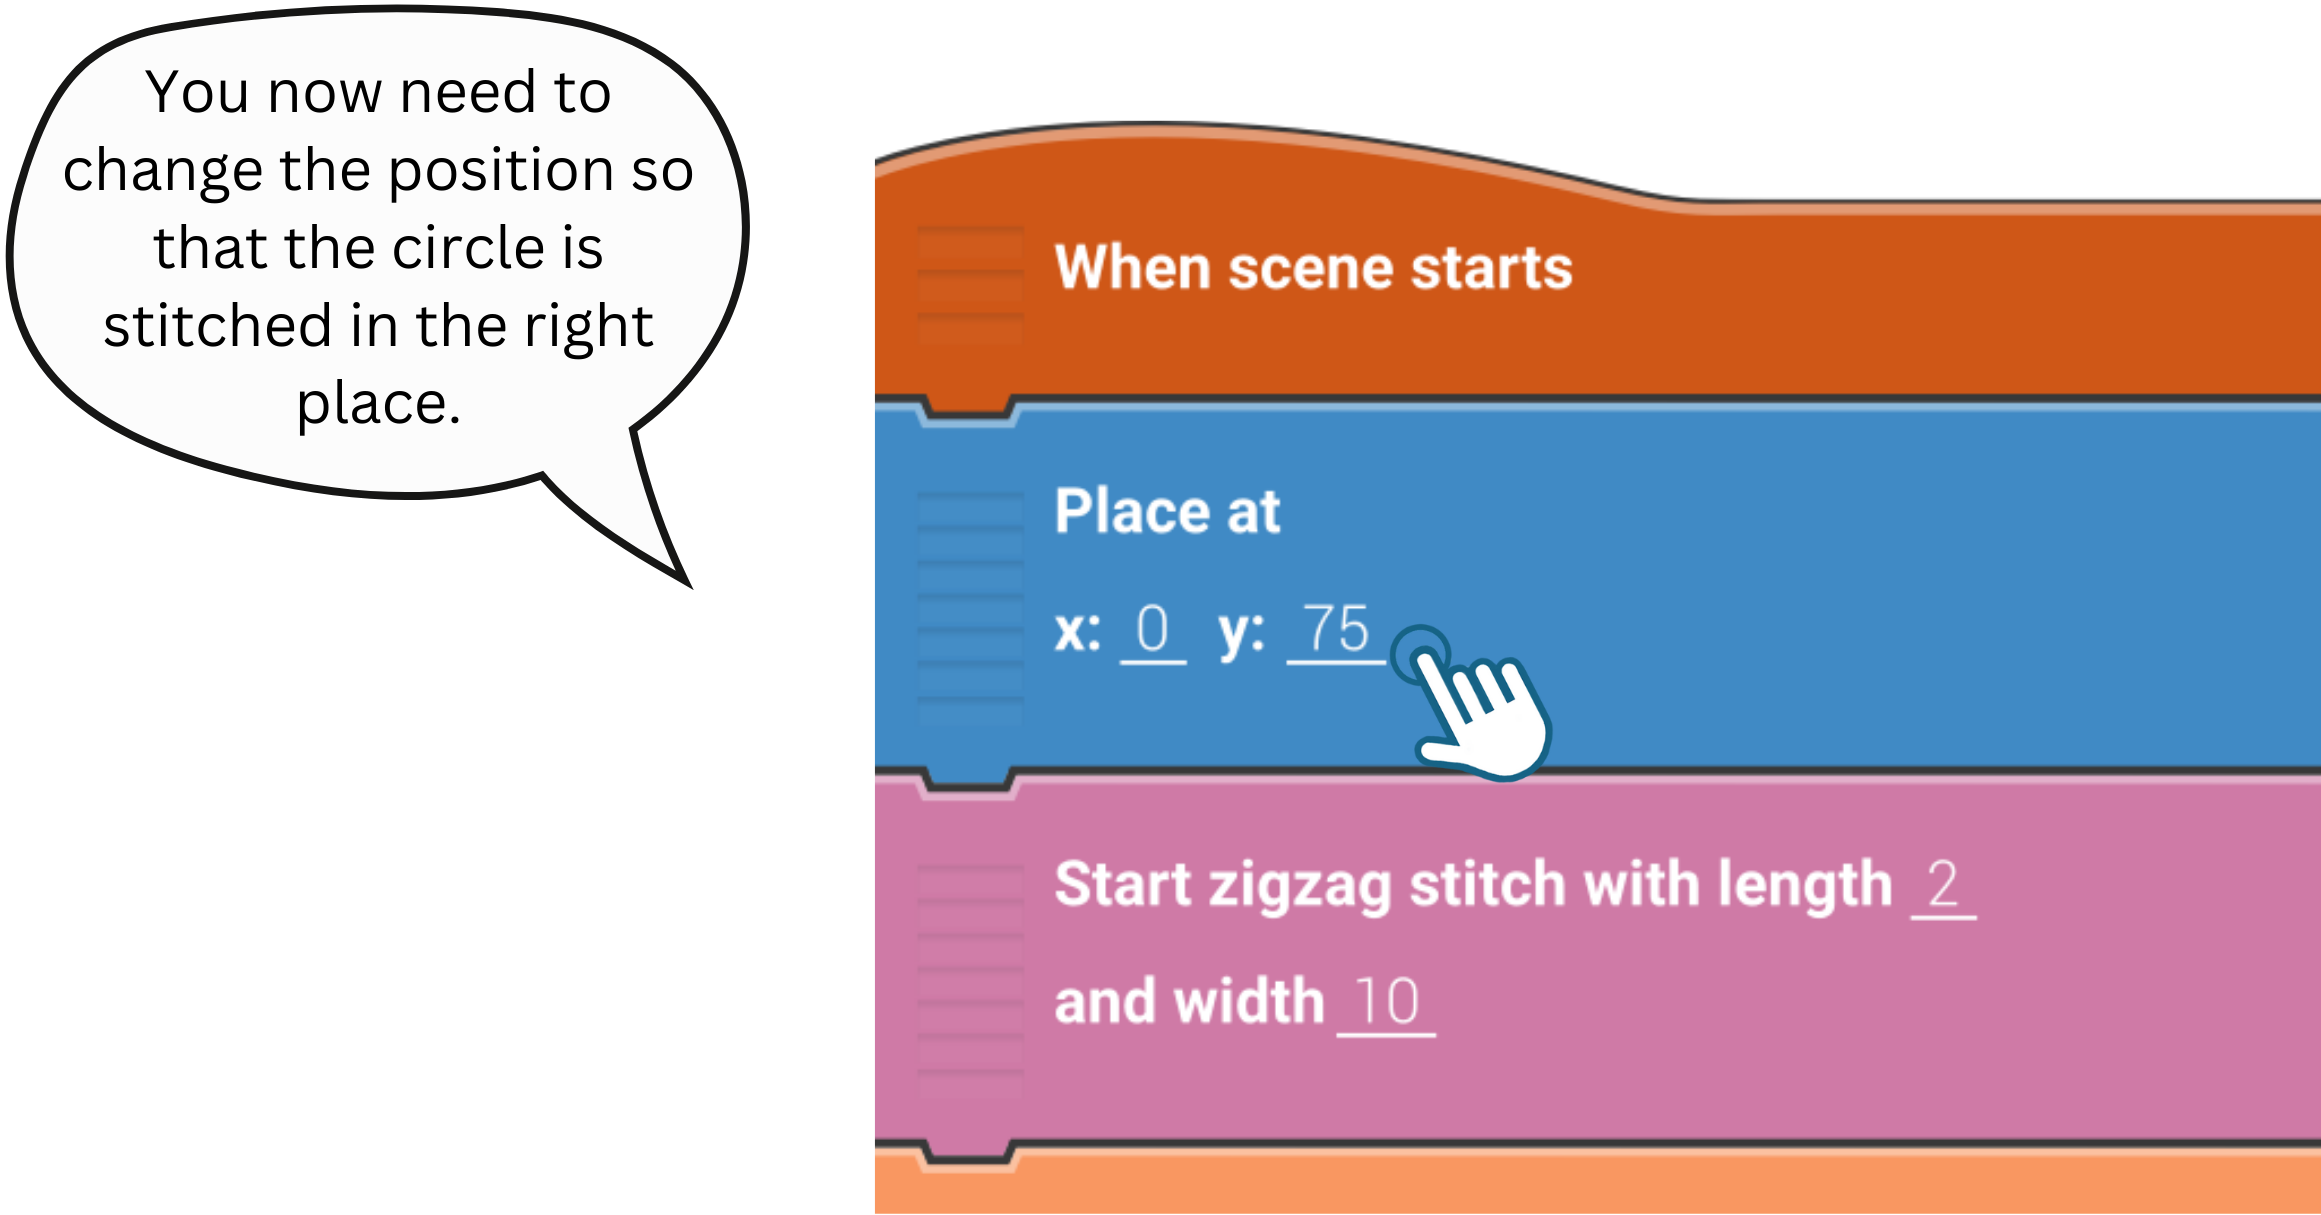 You now need to
change the position so
that the circle is
stitched in the right
place.
When scene starts
Place at
x: 0 y: 75
Start zigzag stitch with length 2
and width 10